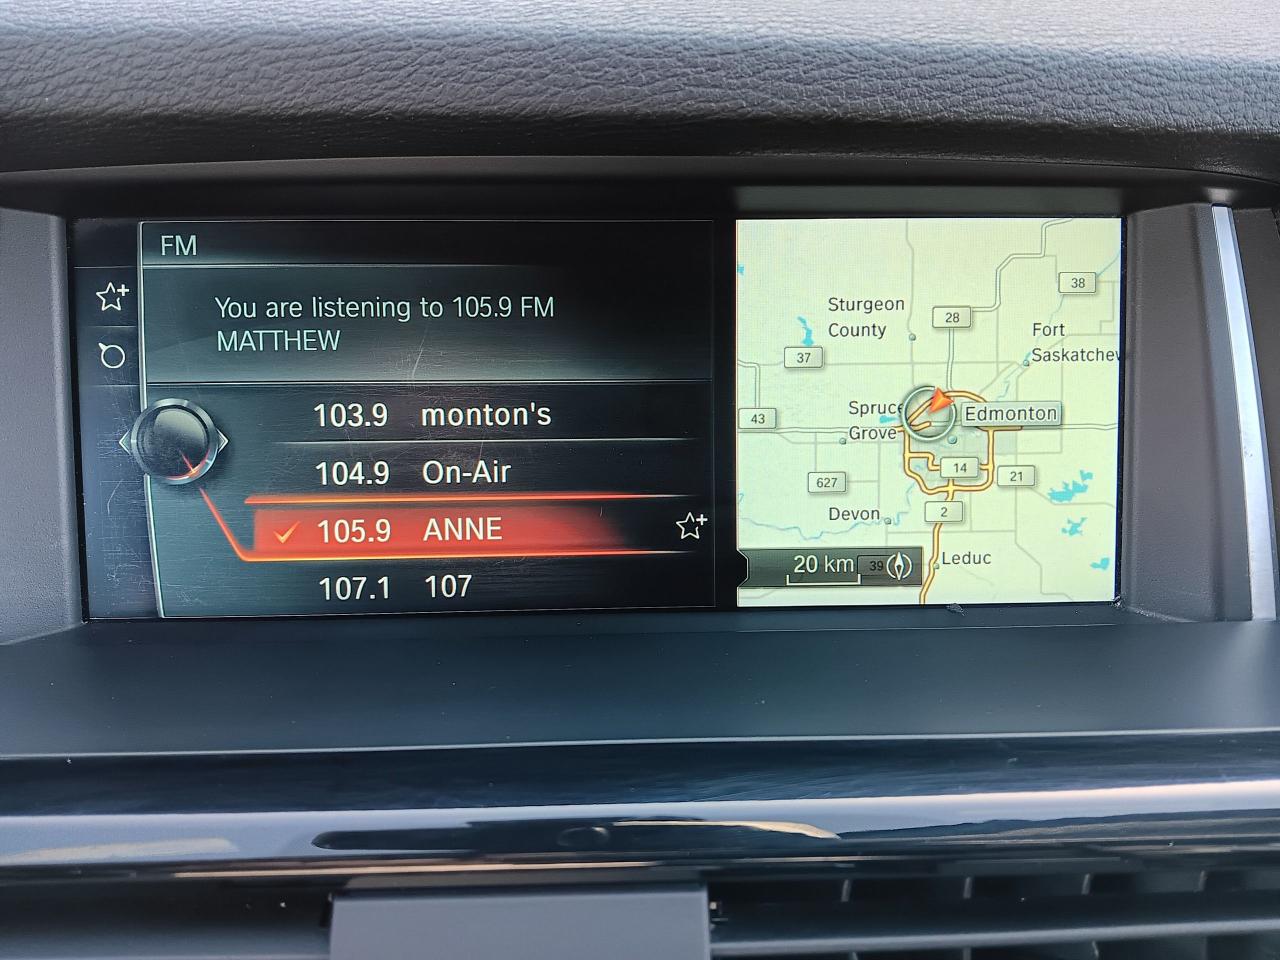 FM
You are listening to 105.9 FM
MATTHEW
103.9 monton's
104.9 On-Air
105.9 ANNE
107.1 107
38
Sturgeon
County
28
Fort
Saskatchew
37
Spruce
Grove
43
Edmonton
14
21
627
Devon
2
20 km
39
Leduc